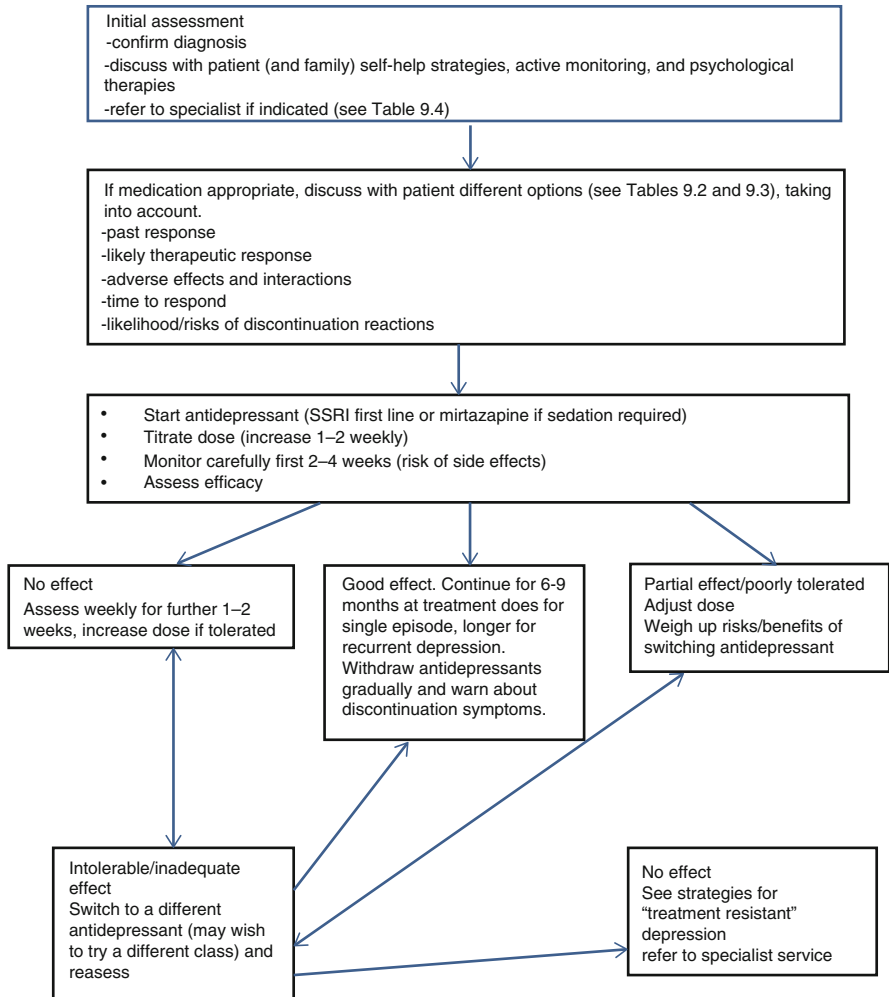 Initial assessment
-confirm diagnosis
-discuss with patient (and family) self-help strategies, active monitoring, and psychological
therapies
-refer to specialist if indicated (see Table 9.4)
If medication appropriate, discuss with patient different options (see Tables 9.2 and 9.3), taking
into account.
-past response
-likely therapeutic response
-adverse effects and interactions
-time to respond
-likelihood/risks of discontinuation reactions
• Start antidepressant (SSRI first line or mirtazapine if sedation required)
• Titrate dose (increase 1–2 weekly)
• Monitor carefully first 2–4 weeks (risk of side effects)
• Assess efficacy
No effect
Assess weekly for further 1–2
weeks, increase dose if tolerated
Good effect. Continue for 6-9
months at treatment does for
single episode, longer for
recurrent depression.
Withdraw antidepressants
gradually and warn about
discontinuation symptoms.
Partial effect/poorly tolerated
Adjust dose
Weigh up risks/benefits of
switching antidepressant
Intolerable/inadequate
effect
Switch to a different
antidepressant (may wish
to try a different class) and
reasess
No effect
See strategies for
“treatment resistant”
depression
refer to specialist service